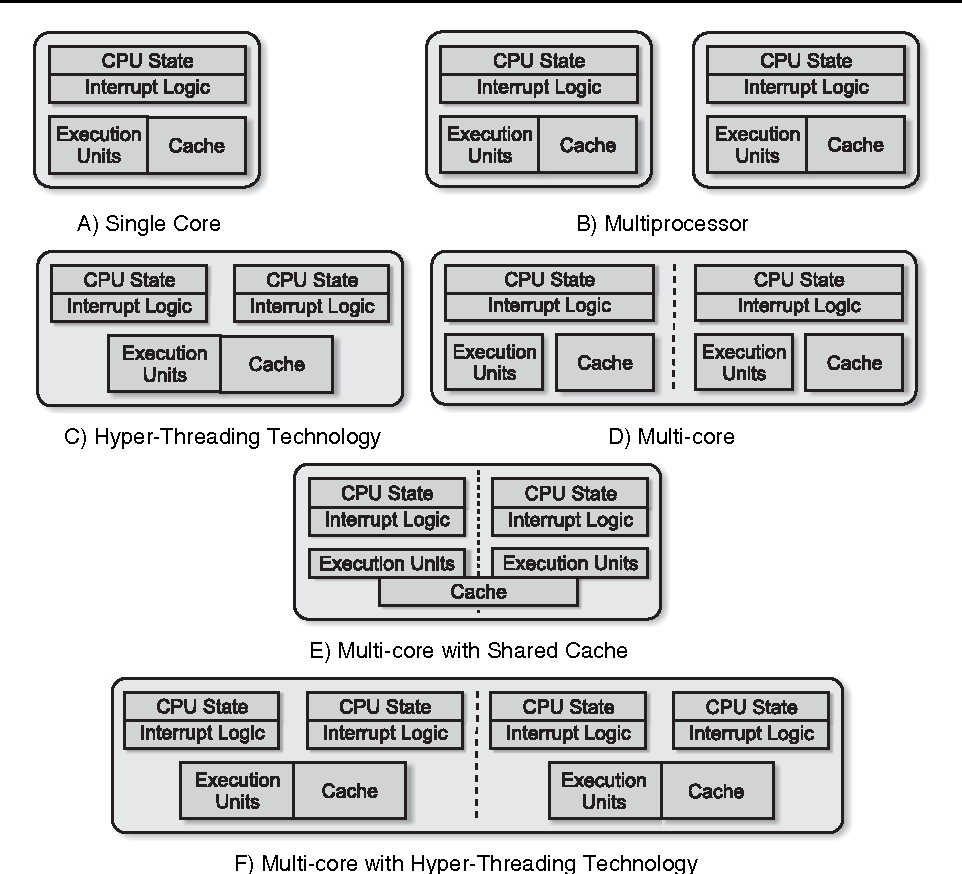 CPU State
Interrupt Logic
Execution
Units
Cache
A) Single Core
CPU State
Interrupt Logic
Execution
Units
Cache
CPU State
Interrupt Logic
Execution
Units
Cache
B) Multiprocessor
CPU State
Interrupt Logic
CPU State
Interrupt Logic
Execution
Units
Cache
C) Hyper-Threading Technology
CPU State
Interrupt Logic
Execution
Units
Cache
CPU State
Interrupt Logic
Execution
Units
Cache
D) Multi-core
CPU State
Interrupt Logic
Execution Units
CPU State
Interrupt Logic
Execution Units
Cache
E) Multi-core with Shared Cache
CPU State
Interrupt Logic
CPU State
Interrupt Logic
Execution
Units
Cache
CPU State
Interrupt Logic
CPU State
Interrupt Logic
Execution
Units
Cache
F) Multi-core with Hyper-Threading Technology